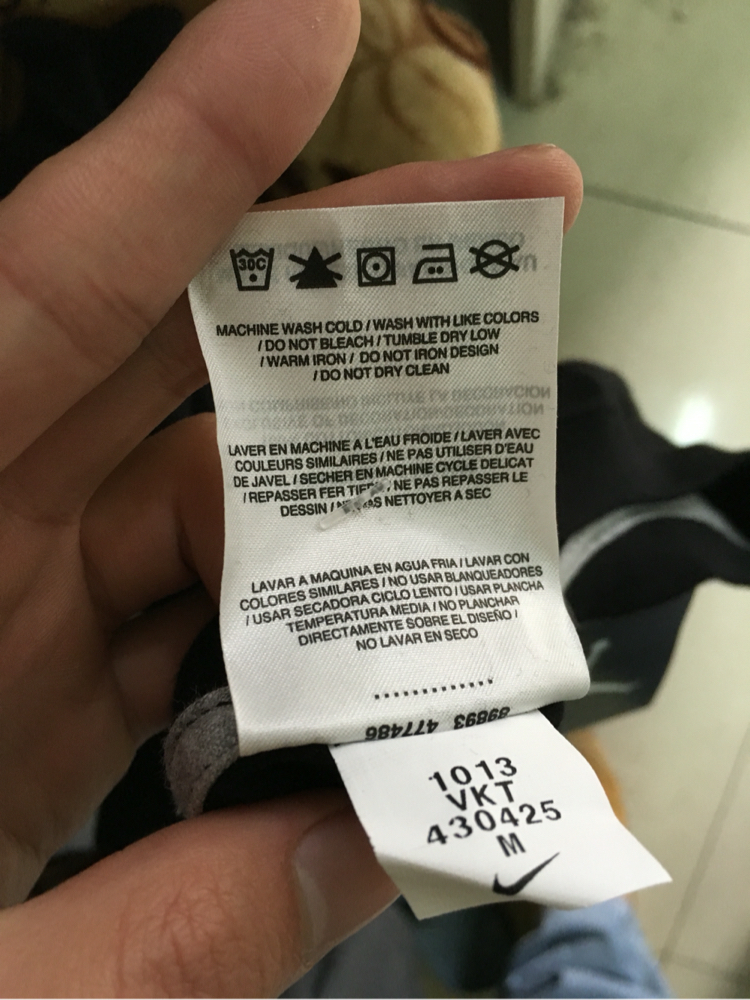 30C
MACHINE WASH COLD / WASH WITH LIKE COLORS
/ DO NOT BLEACH / TUMBLE DRY LOW
/ WARM IRON / DO NOT IRON DESIGN
/ DO NOT DRY CLEAN
LAVER EN MACHINE A L'EAU FROIDE / LAVER AVEC
COULEURS SIMILAIRES / NE PAS UTILISER D'EAU
DE JAVEL / SECHER EN MACHINE CYCLE DELICAT
/ REPASSER FER / NE PAS REPASSER LE
DESSIN / NETTOYER A SEC
LAVAR A MAQUINA EN AGUA FRIA / LAVAR CON
COLORES SIMILARES / NO USAR BLANQUEADORES
/ USAR SECADORA CICLO LENTO / USAR PLANCHA
TEMPERATURA MEDIA / NO PLANCHAR
DIRECTAMENTE SOBRE EL DISEÑO /
NO LAVAR EN SECO
89893 477486
1013
VKT
430425
M